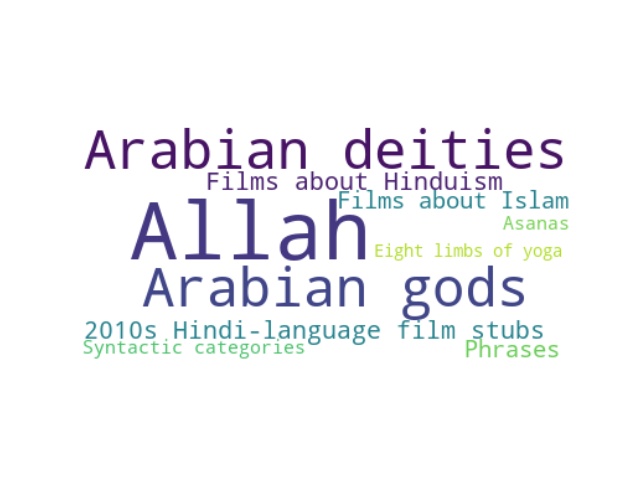 Arabian deities
Films about Hinduism
Films about Islam
Allah
Asanas
Eight limbs of yoga
Arabian gods
2010s Hindi-language film stubs
Syntactic categories
Phrases